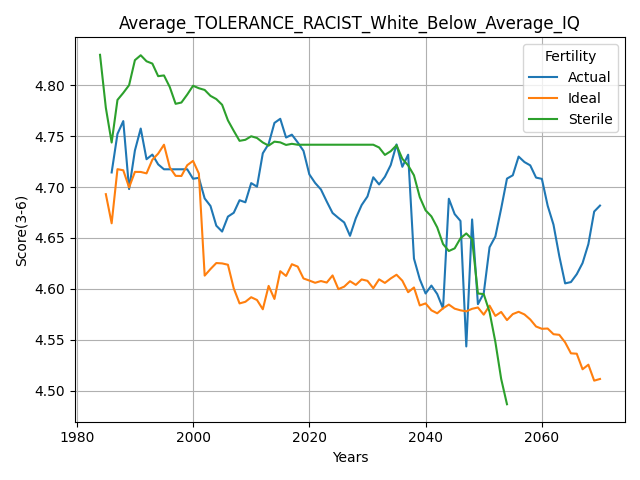 Average_TOLERANCE_RACIST_White_Below_Average_IQ
Fertility
Actual
Ideal
Sterile
Score(3-6)
4.80
4.75
4.70
4.65
4.60
4.55
4.50
1980
2000
2020
2040
2060
Years